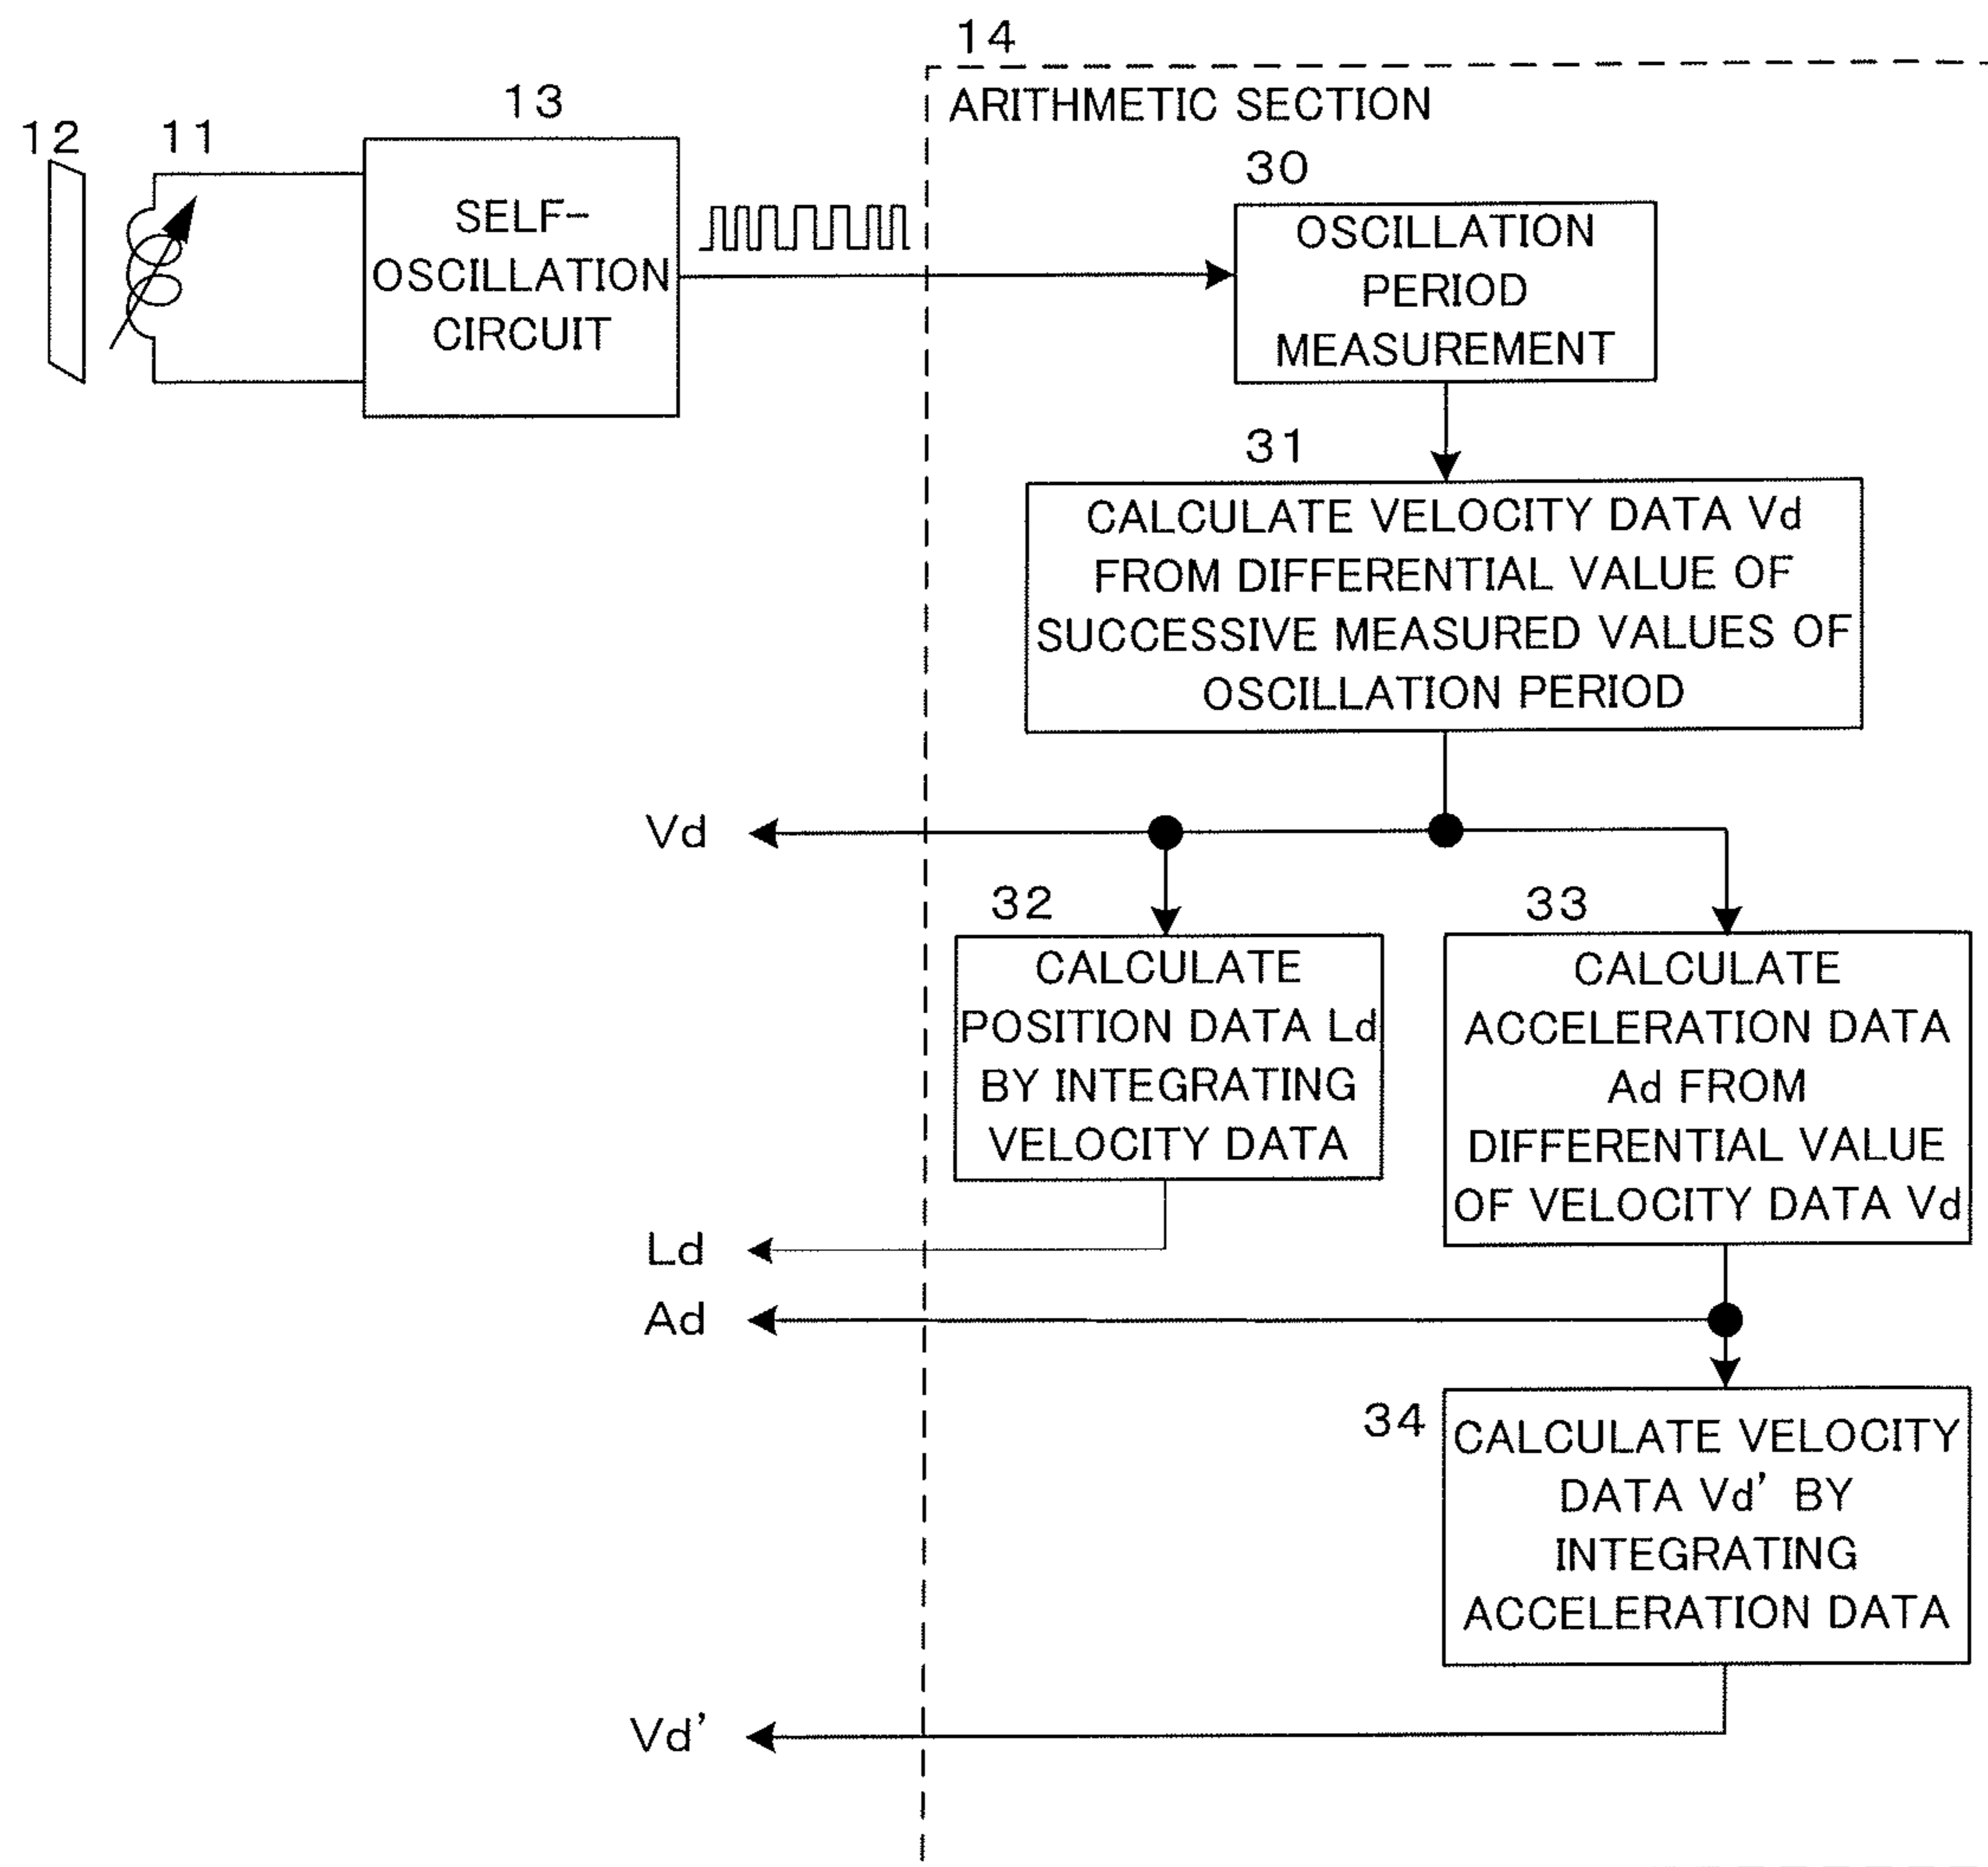 14
ARITHMETIC SECTION
12
11
13
SELF-
OSCILLATION
CIRCUIT
30
OSCILLATION
PERIOD
MEASUREMENT
31
CALCULATE VELOCITY DATA Vd
FROM DIFFERENTIAL VALUE OF
SUCCESSIVE MEASURED VALUES OF
OSCILLATION PERIOD
Vd
32
CALCULATE
POSITION DATA Ld
BY INTEGRATING
VELOCITY DATA
33
CALCULATE
ACCELERATION DATA
Ad FROM
DIFFERENTIAL VALUE
OF VELOCITY DATA Vd
Ld
Ad
34
CALCULATE VELOCITY
DATA Vd' BY
INTEGRATING
ACCELERATION DATA
Vd'